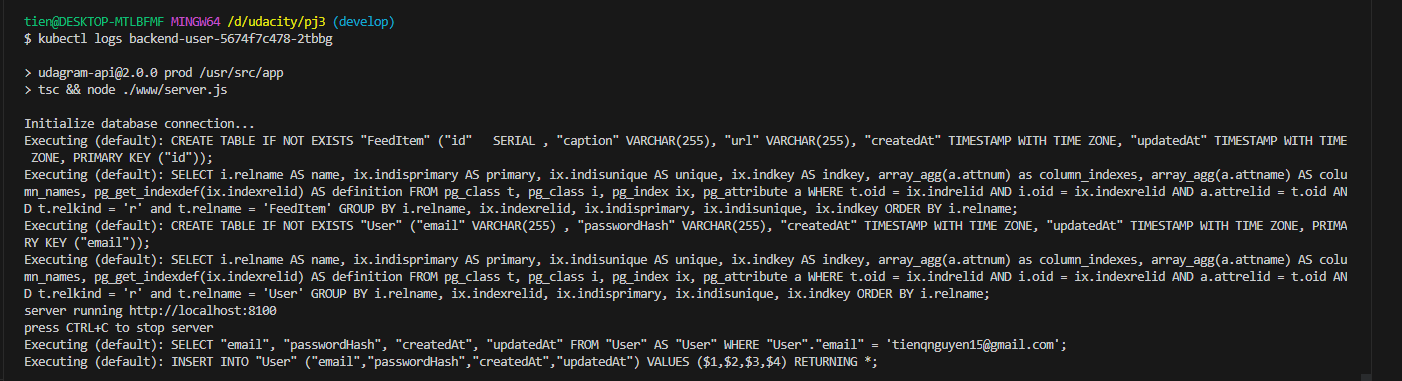 tien@DESKTOP-MTLBFMF MINGW64 /d/udacity/pj3 (develop)
$ kubectl logs backend-user-5674f7c478-2tbbg
> udagram-api@2.0.0 prod /usr/src/app
> tsc && node ./www/server.js
Initialize database connection...
Executing (default): CREATE TABLE IF NOT EXISTS "FeedItem" ("id"   SERIAL , "caption" VARCHAR(255), "url" VARCHAR(255), "createdAt" TIMESTAMP WITH TIME ZONE, "updatedAt" TIMESTAMP WITH TIME
 ZONE, PRIMARY KEY ("id"));
Executing (default): SELECT i.relname AS name, ix.indisprimary AS primary, ix.indisunique AS unique, ix.indkey AS indkey, array_agg(a.attnum) as column_indexes, array_agg(a.attname) AS colu
mn_names, pg_get_indexdef(ix.indexrelid) AS definition FROM pg_class t, pg_class i, pg_index ix, pg_attribute a WHERE t.oid = ix.indrelid AND i.oid = ix.indexrelid AND a.attrelid = t.oid AN
D t.relkind = 'r' and t.relname = 'FeedItem' GROUP BY i.relname, ix.indexrelid, ix.indisprimary, ix.indisunique, ix.indkey ORDER BY i.relname;
Executing (default): CREATE TABLE IF NOT EXISTS "User" ("email" VARCHAR(255) , "passwordHash" VARCHAR(255), "createdAt" TIMESTAMP WITH TIME ZONE, "updatedAt" TIMESTAMP WITH TIME ZONE, PRIMA
RY KEY ("email"));
Executing (default): SELECT i.relname AS name, ix.indisprimary AS primary, ix.indisunique AS unique, ix.indkey AS indkey, array_agg(a.attnum) as column_indexes, array_agg(a.attname) AS colu
mn_names, pg_get_indexdef(ix.indexrelid) AS definition FROM pg_class t, pg_class i, pg_index ix, pg_attribute a WHERE t.oid = ix.indrelid AND i.oid = ix.indexrelid AND a.attrelid = t.oid AN
D t.relkind = 'r' and t.relname = 'User' GROUP BY i.relname, ix.indexrelid, ix.indisprimary, ix.indisunique, ix.indkey ORDER BY i.relname;
server running http://localhost:8100
press CTRL+C to stop server
Executing (default): SELECT "email", "passwordHash", "createdAt", "updatedAt" FROM "User" AS "User" WHERE "User"."email" = 'tienqnguyen15@gmail.com';
Executing (default): INSERT INTO "User" ("email","passwordHash","createdAt","updatedAt") VALUES ($1,$2,$3,$4) RETURNING *;